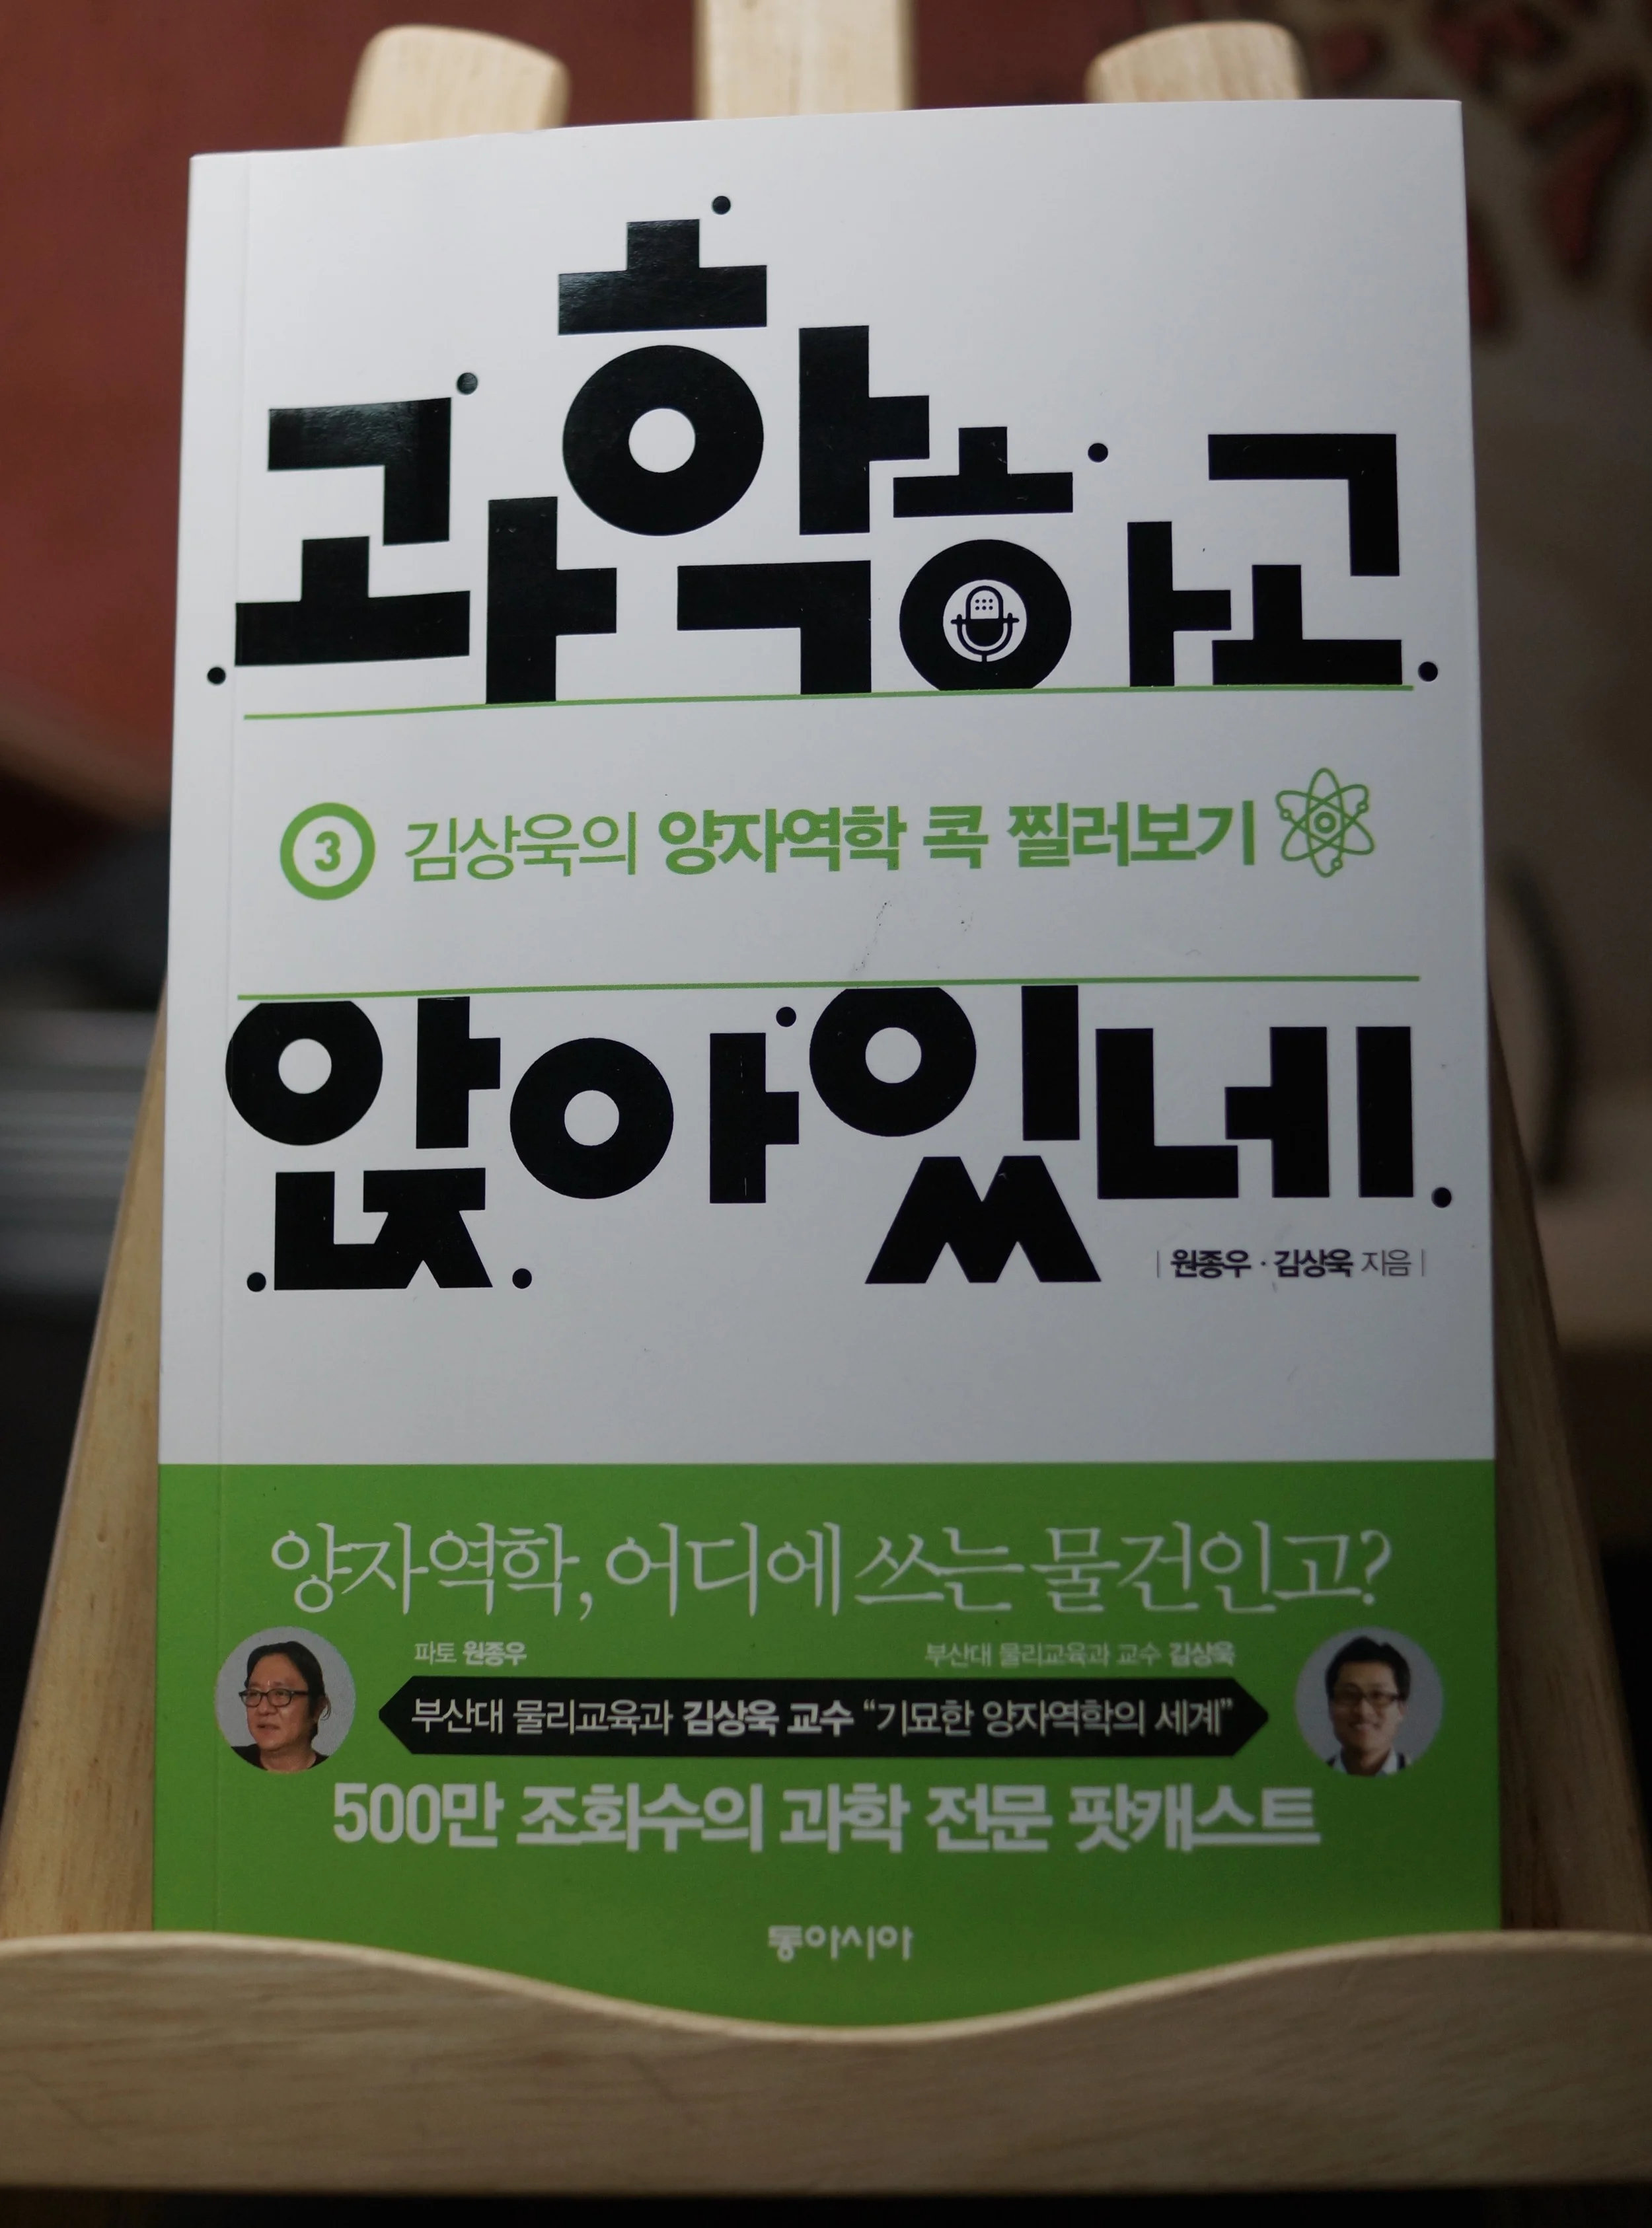 과학하고
3 김상욱의 양자역학 콕 찔러보기
앉아있네
| 원종우 · 김상욱 지음 |
양자역학, 어디에 쓰는 물건인고?
파토 원종우
부산대 물리교육과 교수 김상욱
부산대 물리교육과 김상욱 교수 “기묘한 양자역학의 세계”
500만 조회수의 과학 전문 팟캐스트
동아시아